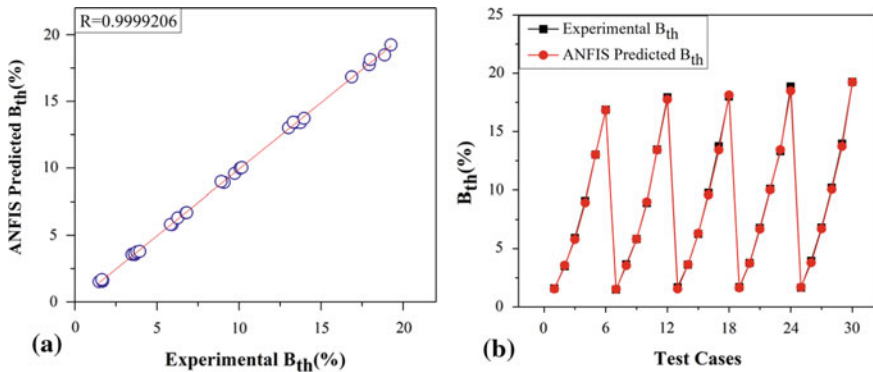 R=0.9999206
ANFIS Predicted Bth(%)
25
20
15
10
5
0
0
5
10
15
20
Experimental Bth(%)
(a)
Experimental Bth
ANFIS Predicted Bth
Bth(%)
25
20
15
10
5
0
0
6
12
18
24
30
Test Cases
(b)